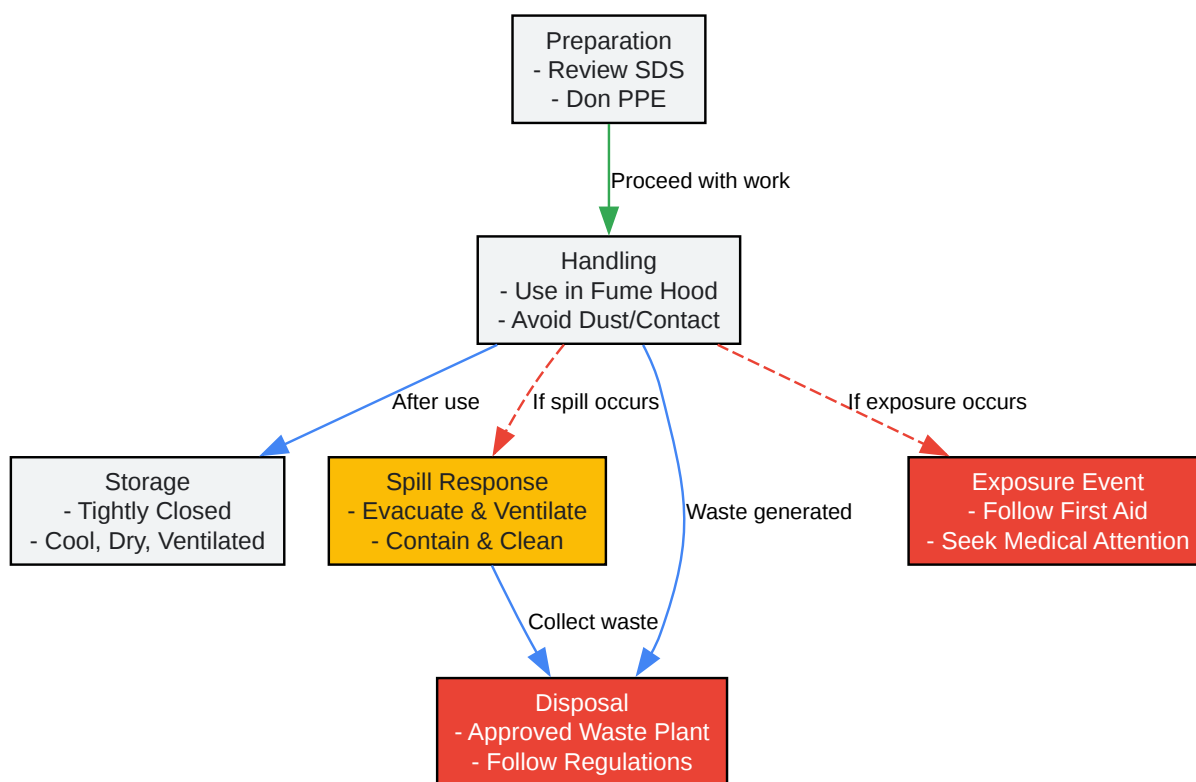 Preparation
- Review SDS
- Don PPE
Proceed with work
Handling
- Use in Fume Hood
- Avoid Dust/Contact
After use
If spill occurs
If exposure occurs
Storage
- Tightly Closed
- Cool, Dry, Ventilated
Spill Response
- Evacuate & Ventilate
- Contain & Clean
Waste generated
Exposure Event
- Follow First Aid
- Seek Medical Attention
Collect waste
Disposal
- Approved Waste Plant
- Follow Regulations